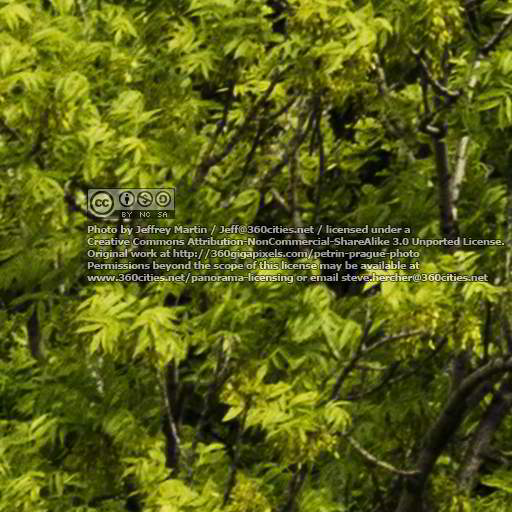 cc
BY NC SA
Photo by Jeffrey Martin / Jeff@360cities.net / licensed under a
Creative Commons Attribution-NonCommercial-ShareAlike 3.0 Unported License.
Original work at http://360gigapixels.com/petrin-prague-photo
Permissions beyond the scope of this license may be available at
www.360cities.net/panorama-licensing or email steve.hercher@360cities.net